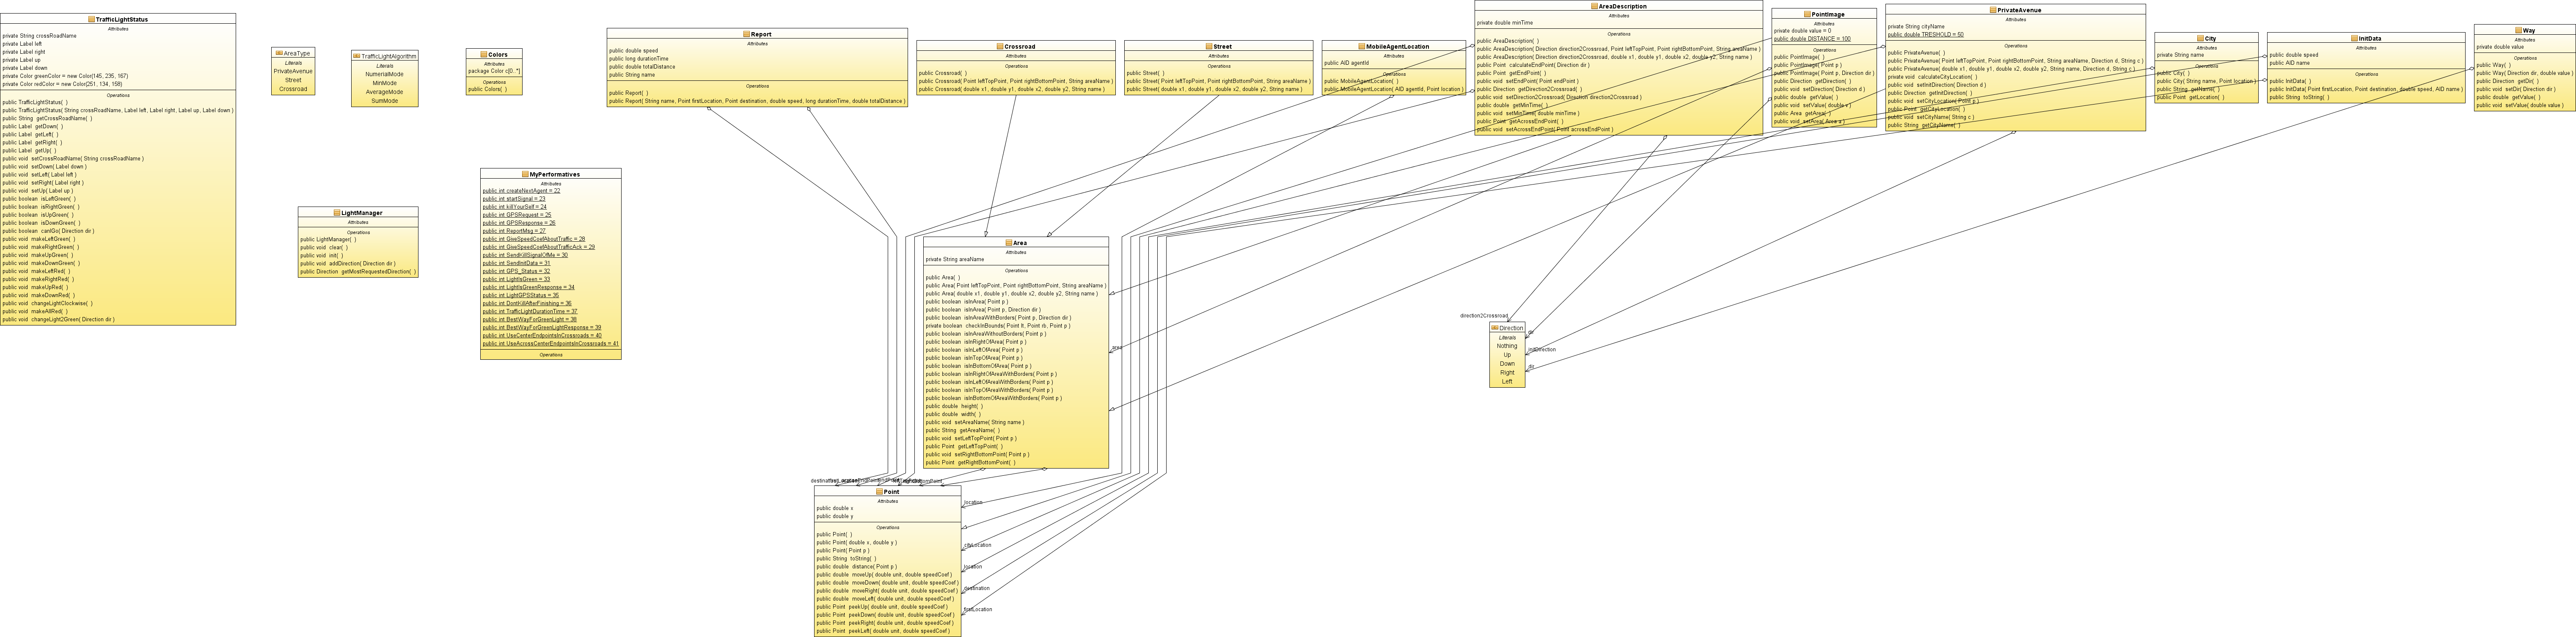 TrafficLightStatus
Attributes
private String crossRoadName
private Label left
private Label right
private Label up
private Label down
private Color greenColor = new Color(145, 235, 167)
private Color redColor = new Color(251, 134, 158)
Operations
public TrafficLightStatus( )
public TrafficLightStatus( String crossRoadName, Label left, Label right, Label up, Label down )
public String getCrossRoadName( )
public Label getDown( )
public Label getLeft( )
public Label getRight( )
public Label getUp( )
public void setCrossRoadName( String crossRoadName )
public void setDown( Label down )
public void setLeft( Label left )
public void setRight( Label right )
public void setUp( Label up )
public boolean isLeftGreen( )
public boolean isRightGreen( )
public boolean isUpGreen( )
public boolean isDownGreen( )
public boolean canIGo( Direction dir )
public void makeLeftGreen( )
public void makeRightGreen( )
public void makeUpGreen( )
public void makeDownGreen( )
public void makeLeftRed( )
public void makeRightRed( )
public void makeUpRed( )
public void makeDownRed( )
public void changeLightClockwise( )
public void makeAllRed( )
public void changeLight2Green( Direction dir )
AreaType
Literals
PrivateAvenue
Street
Crossroad
TrafficLightAlgorithm
Literals
NumerialMode
MinMode
AverageMode
SumMode
LightManager
Attributes
Operations
public LightManager( )
public void clear( )
public void init( )
public void addDirection( Direction dir )
public Direction getMostRequestedDirection( )
Colors
Attributes
package Color c[0..*]
Operations
public Colors( )
MyPerformatives
Attributes
public int createNextAgent = 22
public int startSignal = 23
public int killYourSelf = 24
public int GPSRequest = 25
public int GPSResponse = 26
public int ReportMsg = 27
public int GiveSpeedCoefAboutTraffic = 28
public int GiveSpeedCoefAboutTrafficAck = 29
public int SendKillSignalOfMe = 30
public int SendInitData = 31
public int GPS_Status = 32
public int LightIsGreen = 33
public int LightIsGreenResponse = 34
public int LightGPSStatus = 35
public int DontKillAfterFinishing = 36
public int TrafficLightDurationTime = 37
public int BestWayForGreenLight = 38
public int BestWayForGreenLightResponse = 39
public int UseCenterEndpointsInCrossroads = 40
public int UseAcrossCenterEndpointsInCrossroads = 41
Operations
Report
Attributes
public double speed
public long durationTime
public double totalDistance
public String name
Operations
public Report( )
public Report( String name, Point firstLocation, Point destination, double speed, long durationTime, double totalDistance )
Crossroad
Attributes
Operations
public Crossroad( )
public Crossroad( Point leftTopPoint, Point rightBottomPoint, String areaName )
public Crossroad( double x1, double y1, double x2, double y2, String name )
Street
Attributes
Operations
public Street( )
public Street( Point leftTopPoint, Point rightBottomPoint, String areaName )
public Street( double x1, double y1, double x2, double y2, String name )
MobileAgentLocation
Attributes
public AID agentId
Operations
public MobileAgentLocation( )
public MobileAgentLocation( AID agentId, Point location )
AreaDescription
Attributes
private double minTime
Operations
public AreaDescription( )
public AreaDescription( Direction direction2Crossroad, Point leftTopPoint, Point rightBottomPoint, String areaName )
public AreaDescription( Direction direction2Crossroad, double x1, double y1, double x2, double y2, String name )
public Point calculateEndPoint( Direction dir )
public Point getEndPoint( )
public void setEndPoint( Point endPoint )
public Direction getDirection2Crossroad( )
public void setDirection2Crossroad( Direction direction2Crossroad )
public double getMinTime( )
public void setMinTime( double minTime )
public Point getAcrossEndPoint( )
public void setAcrossEndPoint( Point acrossEndPoint )
PointImage
Attributes
private double value = 0
public double DISTANCE = 100
Operations
public PointImage( )
public PointImage( Point p )
public PointImage( Point p, Direction dir )
public Direction getDirection( )
public void setDirection( Direction d )
public double getValue( )
public void setValue( double v )
public Area getArea( )
public void setArea( Area a )
PrivateAvenue
Attributes
private String cityName
public double TRESHOLD = 50
Operations
public PrivateAvenue( )
public PrivateAvenue( Point leftTopPoint, Point rightBottomPoint, String areaName, Direction d, String c )
public PrivateAvenue( double x1, double y1, double x2, double y2, String name, Direction d, String c )
private void calculateCityLocation( )
public void setInitDirection( Direction d )
public Direction getInitDirection( )
public void setCityLocation( Point p )
public Point getCityLocation( )
public void setCityName( String c )
public String getCityName( )
City
Attributes
private String name
Operations
public City( )
public City( String name, Point location )
public String getName( )
public Point getLocation( )
InitData
Attributes
public double speed
public AID name
Operations
public InitData( )
public InitData( Point firstLocation, Point destination, double speed, AID name )
public String toString( )
Way
Attributes
private double value
Operations
public Way( )
public Way( Direction dir, double value )
public Direction getDir( )
public void setDir( Direction dir )
public double getValue( )
public void setValue( double value )
Area
Attributes
private String areaName
Operations
public Area( )
public Area( Point leftTopPoint, Point rightBottomPoint, String areaName )
public Area( double x1, double y1, double x2, double y2, String name )
public boolean isInArea( Point p )
public boolean isInArea( Point p, Direction dir )
public boolean isInAreaWithBorders( Point p, Direction dir )
private boolean checkInBounds( Point lt, Point rb, Point p )
public boolean isInAreaWithoutBorders( Point p )
public boolean isInRightOfArea( Point p )
public boolean isInLeftOfArea( Point p )
public boolean isInTopOfArea( Point p )
public boolean isInBottomOfArea( Point p )
public boolean isInRightOfAreaWithBorders( Point p )
public boolean isInLeftOfAreaWithBorders( Point p )
public boolean isInTopOfAreaWithBorders( Point p )
public boolean isInBottomOfAreaWithBorders( Point p )
public double height( )
public double width( )
public void setAreaName( String name )
public String getAreaName( )
public void setLeftTopPoint( Point p )
public Point getLeftTopPoint( )
public void setRightBottomPoint( Point p )
public Point getRightBottomPoint( )
area
direction2Crossroad
Direction
Literals
Nothing
Up
Down
Right
Left
dir
initDirection
dir
Point
Attributes
public double x
public double y
Operations
public Point( )
public Point( double x, double y )
public Point( Point p )
public String toString( )
public double distance( Point p )
public double moveUp( double unit, double speedCoef )
public double moveDown( double unit, double speedCoef )
public double moveRight( double unit, double speedCoef )
public double moveLeft( double unit, double speedCoef )
public Point peekUp( double unit, double speedCoef )
public Point peekDown( double unit, double speedCoef )
public Point peekRight( double unit, double speedCoef )
public Point peekLeft( double unit, double speedCoef )
location
cityLocation
location
destination
firstLocation